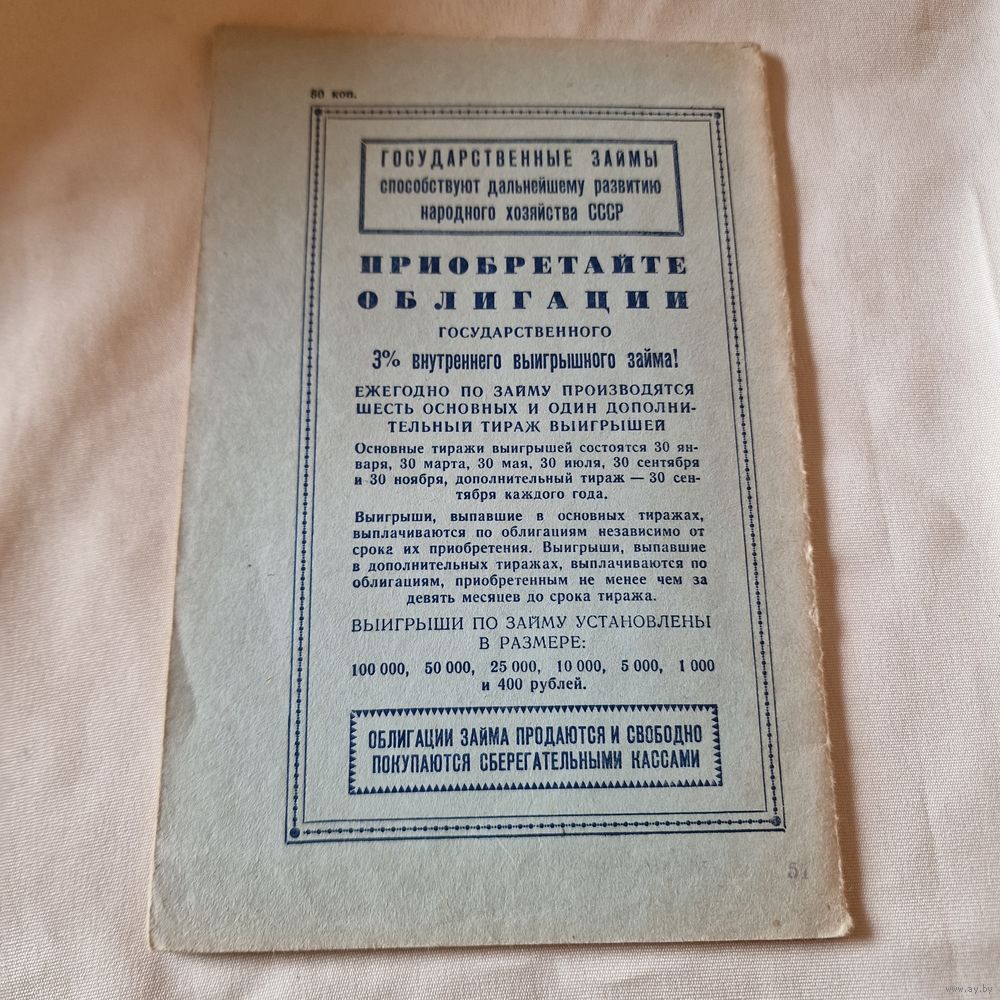 80 коп.
ГОСУДАРСТВЕННЫЕ ЗАЙМЫ
способствуют дальнейшему развитию
народного хозяйства СССР
ПРИОБРЕТАЙТЕ
ОБЛИГАЦИИ
ГОСУДАРСТВЕННОГО
3% внутреннего выигрышного займа!
ЕЖЕГОДНО ПО ЗАЙМУ ПРОИЗВОДЯТСЯ
ШЕСТЬ ОСНОВНЫХ И ОДИН ДОПОЛНИ-
ТЕЛЬНЫЙ ТИРАЖ ВЫИГРЫШЕЙ
Основные тиражи выигрышей состоятся 30 ян-
варя, 30 марта, 30 мая, 30 июля, 30 сентября
и 30 ноября, дополнительный тираж — 30 сен-
тября каждого года.
Выигрыши, выпавшие в основных тиражах,
выплачиваются по облигациям независимо от
срока их приобретения. Выигрыши, выпавшие
в дополнительных тиражах, выплачиваются по
облигациям, приобретенным не менее чем за
девять месяцев до срока тиража.
ВЫИГРЫШИ ПО ЗАЙМУ УСТАНОВЛЕНЫ
В РАЗМЕРЕ:
100 000, 50 000, 25 000, 10 000, 5 000, 1 000
и 400 рублей.
ОБЛИГАЦИИ ЗАЙМА ПРОДАЮТСЯ И СВОБОДНО
ПОКУПАЮТСЯ СБЕРЕГАТЕЛЬНЫМИ КАССАМИ
51
www.ay.by